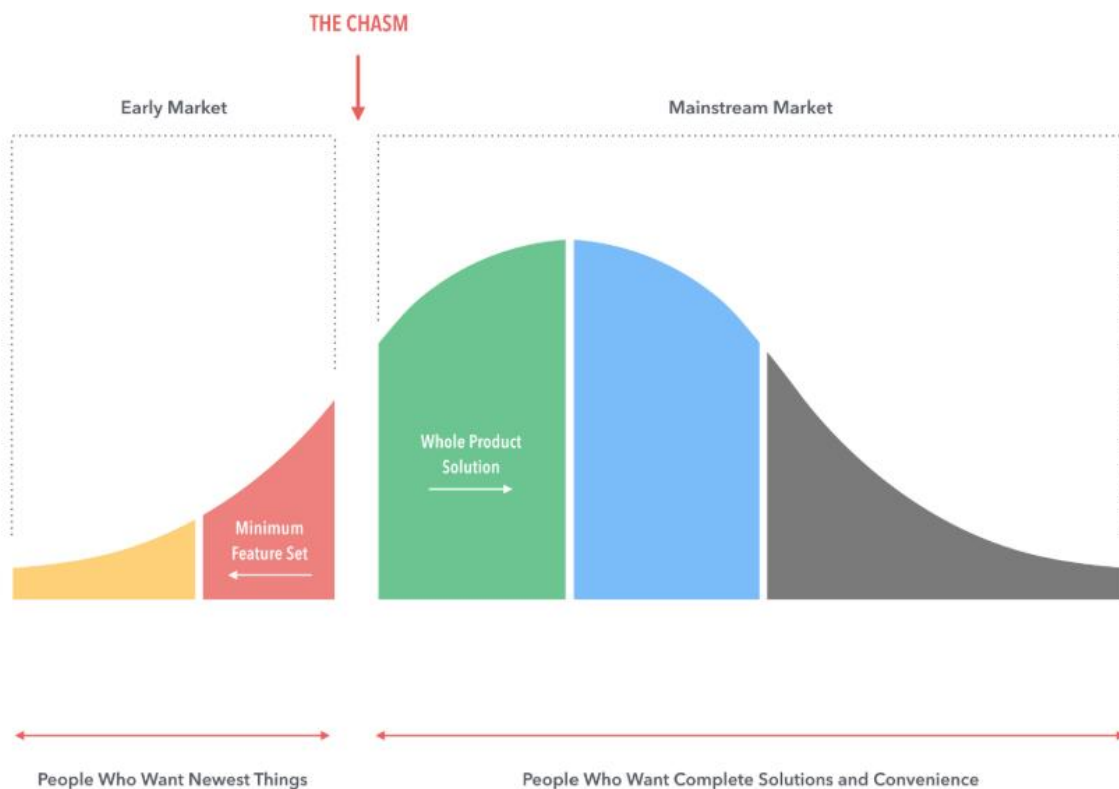 THE CHASM
Early Market
Mainstream Market
Whole Product
Solution
Minimum
Feature Set
People Who Want Newest Things
People Who Want Complete Solutions and Convenience